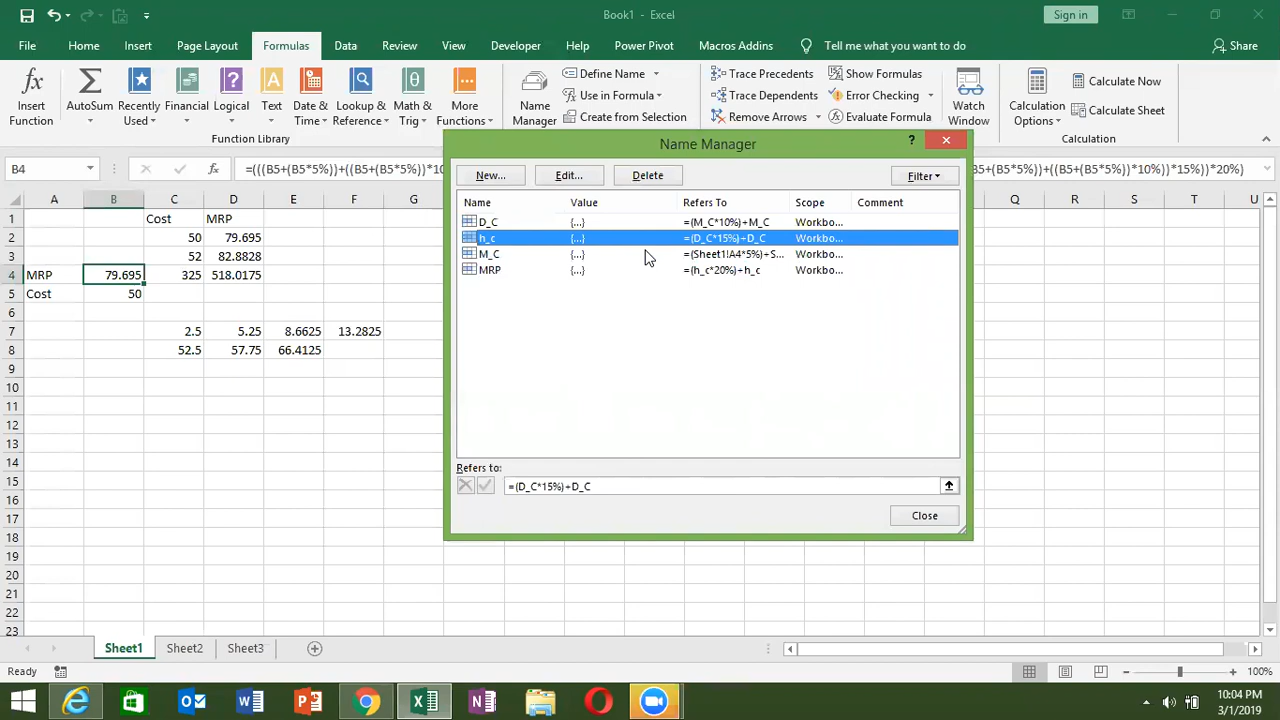 Book1 - Excel
Sign in
File Home Insert Page Layout Formulas Data Review View Developer Help Power Pivot Macros Addins Tell me what you want to do Share
Insert Function
AutoSum
Recently Used
Financial
Logical
Text
Date & Time
Lookup & Reference
Math & Trig
More Functions
Function Library
Name Manager
Define Name
Use in Formula
Create from Selection
Trace Precedents
Trace Dependents
Remove Arrows
Show Formulas
Error Checking
Evaluate Formula
Watch Window
Calculation Options
Calculate Now
Calculate Sheet
Calculation
B4
=(((B5+(B5*5%))+((B5+(B5*5%))*10
B5+(B5*5%))+((B5+(B5*5%))*10%))*15%))*20%)
A B C D E F G O P Q R S T U
1 Cost MRP
2 50 79.695
3 52 82.8828
4 MRP 79.695 325 518.0175
5 Cost 50
6
7 2.5 5.25 8.6625 13.2825
8 52.5 57.75 66.4125
9
10
11
12
13
14
15
16
17
18
19
20
21
22
23
Name Manager
? ×
New... Edit... Delete Filter
Name Value Refers To Scope Comment
D_C {...} =(M_C*10%)+M_C Workbo...
h_c {...} =(D_C*15%)+D_C Workbo...
M_C {...} =(Sheet1!A4*5%)+S... Workbo...
MRP {...} =(h_c*20%)+h_c Workbo...
Refers to:
=(D_C*15%)+D_C
Close
Sheet1 Sheet2 Sheet3
Ready
100%
10:04 PM
3/1/2019